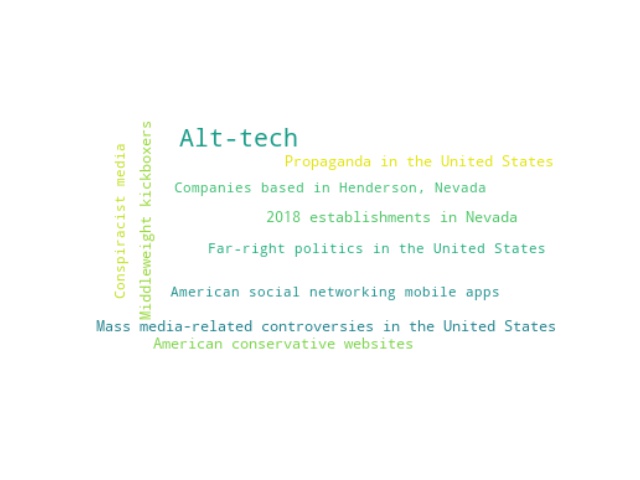 Alt-tech
Propaganda in the United States
Companies based in Henderson, Nevada
2018 establishments in Nevada
Far-right politics in the United States
American social networking mobile apps
Mass media-related controversies in the United States
American conservative websites
Conspiracist media
Middleweight kickboxers